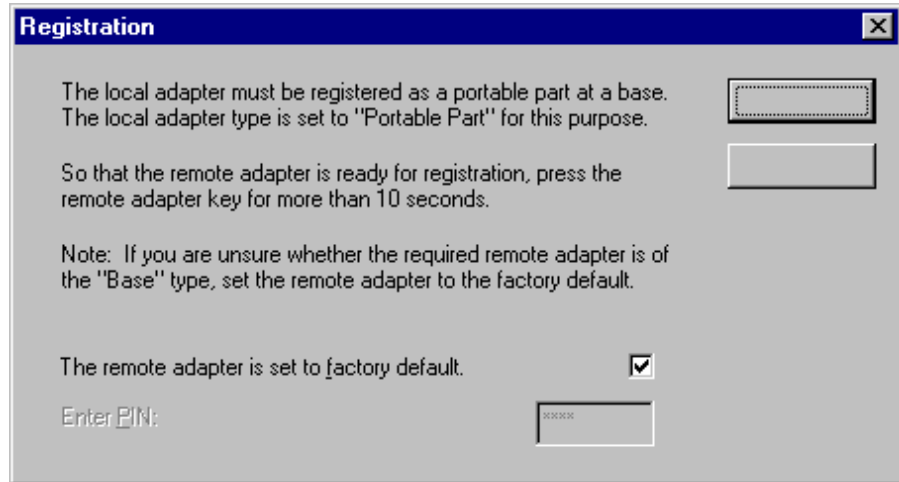 Registration
The local adapter must be registered as a portable part at a base.
The local adapter type is set to "Portable Part" for this purpose.
So that the remote adapter is ready for registration, press the
remote adapter key for more than 10 seconds.
Note: If you are unsure whether the required remote adapter is of
the "Base" type, set the remote adapter to the factory default.
The remote adapter is set to factory default.
Enter PIN:
****